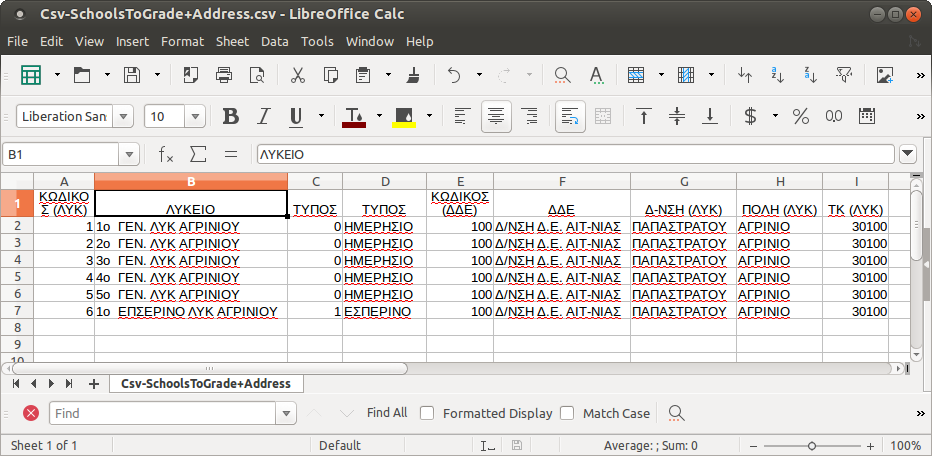 Csv-SchoolsToGrade+Address.csv - LibreOffice Calc
File Edit View Insert Format Sheet Data Tools Window Help
Liberation San 10
B1 ΛΥΚΕΙΟ
A B C D E F G H I
1 ΚΩΔΙΚΟΣ (ΛΥΚ) ΛΥΚΕΙΟ ΤΥΠΟΣ ΤΥΠΟΣ ΚΩΔΙΚΟΣ (ΔΔΕ) ΔΔΕ Δ-ΝΣΗ (ΛΥΚ) ΠΟΛΗ (ΛΥΚ) ΤΚ (ΛΥΚ)
2 1 1ο ΓΕΝ. ΛΥΚ ΑΓΡΙΝΙΟΥ 0 ΗΜΕΡΗΣΙΟ 100 Δ/ΝΣΗ Δ.Ε. ΑΙΤ-ΝΙΑΣ ΠΑΠΑΣΤΡΑΤΟΥ ΑΓΡΙΝΙΟ 30100
3 2 2ο ΓΕΝ. ΛΥΚ ΑΓΡΙΝΙΟΥ 0 ΗΜΕΡΗΣΙΟ 100 Δ/ΝΣΗ Δ.Ε. ΑΙΤ-ΝΙΑΣ ΠΑΠΑΣΤΡΑΤΟΥ ΑΓΡΙΝΙΟ 30100
4 3 3ο ΓΕΝ. ΛΥΚ ΑΓΡΙΝΙΟΥ 0 ΗΜΕΡΗΣΙΟ 100 Δ/ΝΣΗ Δ.Ε. ΑΙΤ-ΝΙΑΣ ΠΑΠΑΣΤΡΑΤΟΥ ΑΓΡΙΝΙΟ 30100
5 4 4ο ΓΕΝ. ΛΥΚ ΑΓΡΙΝΙΟΥ 0 ΗΜΕΡΗΣΙΟ 100 Δ/ΝΣΗ Δ.Ε. ΑΙΤ-ΝΙΑΣ ΠΑΠΑΣΤΡΑΤΟΥ ΑΓΡΙΝΙΟ 30100
6 5 5ο ΓΕΝ. ΛΥΚ ΑΓΡΙΝΙΟΥ 0 ΗΜΕΡΗΣΙΟ 100 Δ/ΝΣΗ Δ.Ε. ΑΙΤ-ΝΙΑΣ ΠΑΠΑΣΤΡΑΤΟΥ ΑΓΡΙΝΙΟ 30100
7 6 1ο ΕΠΣΕΡΙΝΟ ΛΥΚ ΑΓΡΙΝΙΟΥ 1 ΕΣΠΕΡΙΝΟ 100 Δ/ΝΣΗ Δ.Ε. ΑΙΤ-ΝΙΑΣ ΠΑΠΑΣΤΡΑΤΟΥ ΑΓΡΙΝΙΟ 30100
8
9
10
Csv-SchoolsToGrade+Address
Find Find All Formatted Display Match Case
Sheet 1 of 1 Default Average: ; Sum: 0 100%